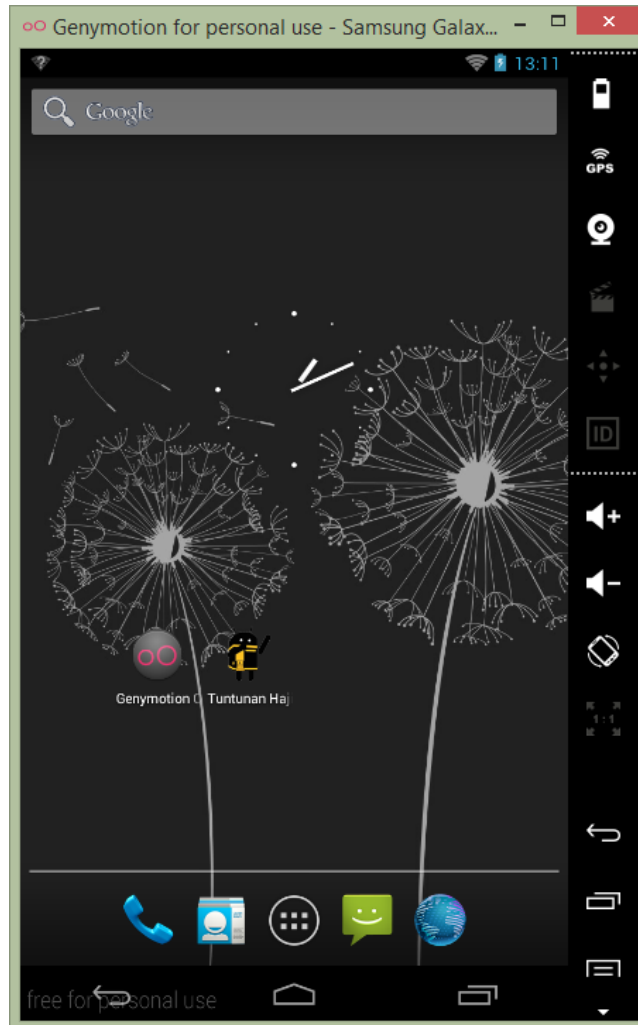 Genymotion for personal use - Samsung Galax...
13:11
Google
GPS
ID
1:1
Genymotion
Tuntunan Haj
free for personal use